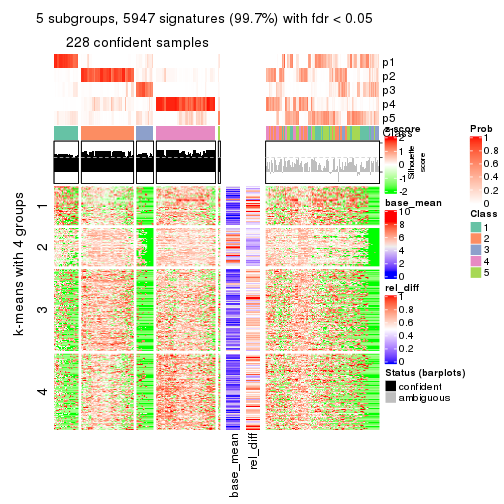 5 subgroups, 5947 signatures (99.7%) with fdr < 0.05
228 confident samples
p1
p2
p3
p4
p5
Class
Silhouette
score
k-means with 4 groups
1
2
3
4
base_mean
rel_diff
z-score
2
1
0
-1
-2
base_mean
10
8
6
4
2
0
rel_diff
1
0.8
0.6
0.4
0.2
0
Status (barplots)
confident
ambiguous
Prob
1
0.8
0.6
0.4
0.2
0
Class
1
2
3
4
5